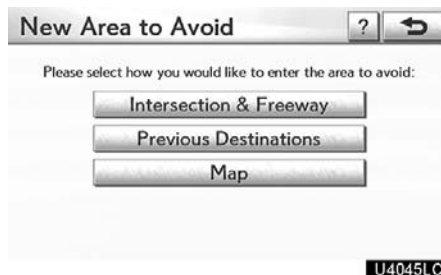 New Area to Avoid ?
Please select how you would like to enter the area to avoid:
Intersection & Freeway
Previous Destinations
Map
U4045LC